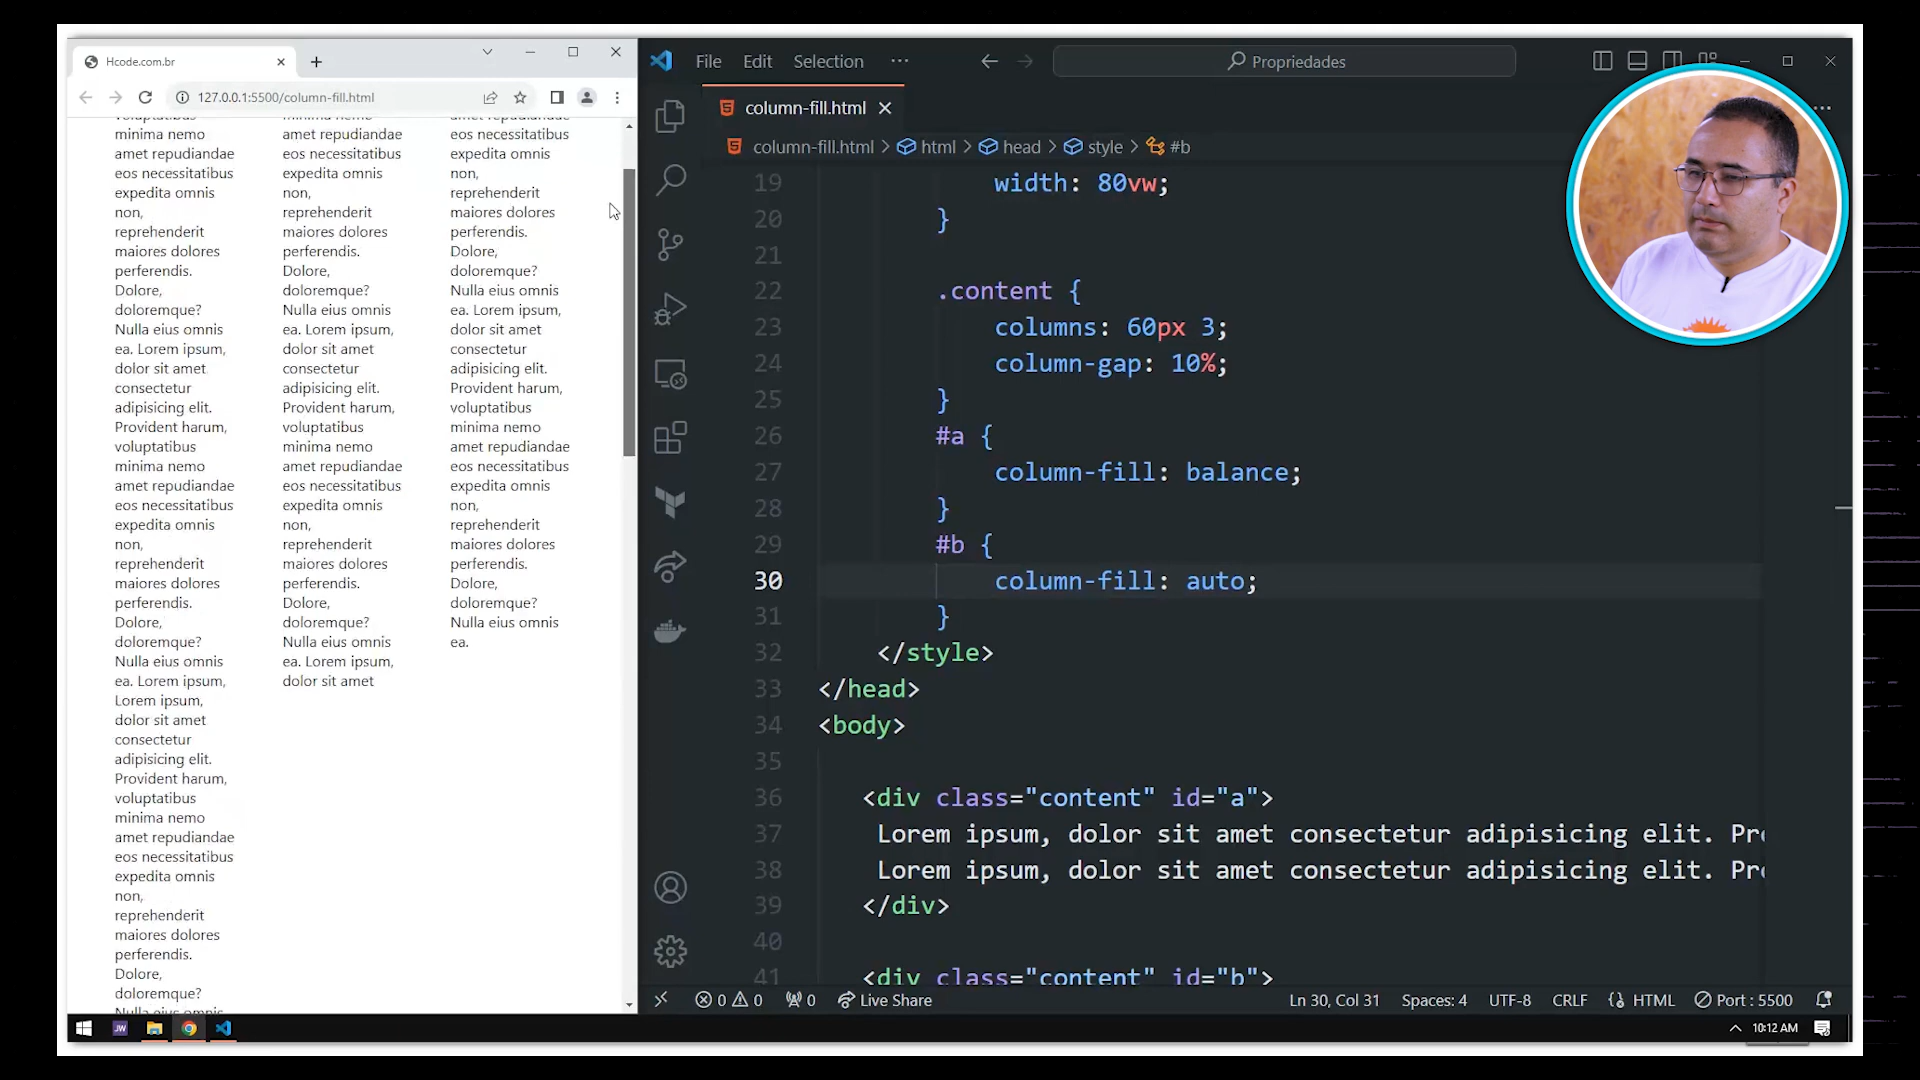 Hcode.com.br
127.0.0.1:5500/column-fill.html
minima nemo
amet repudiandae
eos necessitatibus
expedita omnis
non,
reprehenderit
maiores dolores
perferendis.
Dolore,
doloremque?
Nulla eius omnis
ea. Lorem ipsum,
dolor sit amet
consectetur
adipisicing elit.
Provident harum,
voluptatibus
minima nemo
amet repudiandae
eos necessitatibus
expedita omnis
non,
reprehenderit
maiores dolores
perferendis.
Dolore,
doloremque?
Nulla eius omnis
ea. Lorem ipsum,
Lorem ipsum,
dolor sit amet
consectetur
adipisicing elit.
Provident harum,
voluptatibus
minima nemo
amet repudiandae
eos necessitatibus
expedita omnis
non,
reprehenderit
maiores dolores
perferendis.
Dolore,
doloremque?
Nulla eius omnis
amet repudiandae
eos necessitatibus
expedita omnis
non,
reprehenderit
maiores dolores
perferendis.
Dolore,
doloremque?
Nulla eius omnis
ea. Lorem ipsum,
dolor sit amet
consectetur
adipisicing elit.
Provident harum,
voluptatibus
minima nemo
amet repudiandae
eos necessitatibus
expedita omnis
non,
reprehenderit
maiores dolores
perferendis.
Dolore,
doloremque?
Nulla eius omnis
ea. Lorem ipsum,
dolor sit amet
eos necessitatibus
expedita omnis
non,
reprehenderit
maiores dolores
perferendis.
Dolore,
doloremque?
Nulla eius omnis
ea. Lorem ipsum,
dolor sit amet
consectetur
adipisicing elit.
Provident harum,
voluptatibus
minima nemo
amet repudiandae
eos necessitatibus
expedita omnis
non,
reprehenderit
maiores dolores
perferendis.
Dolore,
doloremque?
Nulla eius omnis
ea.
File Edit Selection ··· Propriedades
column-fill.html
column-fill.html > html > head > style > #b
19 width: 80vw;
20 }
21
22 .content {
23 columns: 60px 3;
24 column-gap: 10%;
25 }
26 #a {
27 column-fill: balance;
28 }
29 #b {
30 column-fill: auto;
31 }
32 </style>
33 </head>
34 <body>
35
36 <div class="content" id="a">
37 Lorem ipsum, dolor sit amet consectetur adipisicing elit.
38 Lorem ipsum, dolor sit amet consectetur adipisicing elit.
39 </div>
40
41 <div class="content" id="b">
0 0 0 Live Share Ln 30, Col 31 Spaces: 4 UTF-8 CRLF HTML Port : 5500
JW
10:12 AM